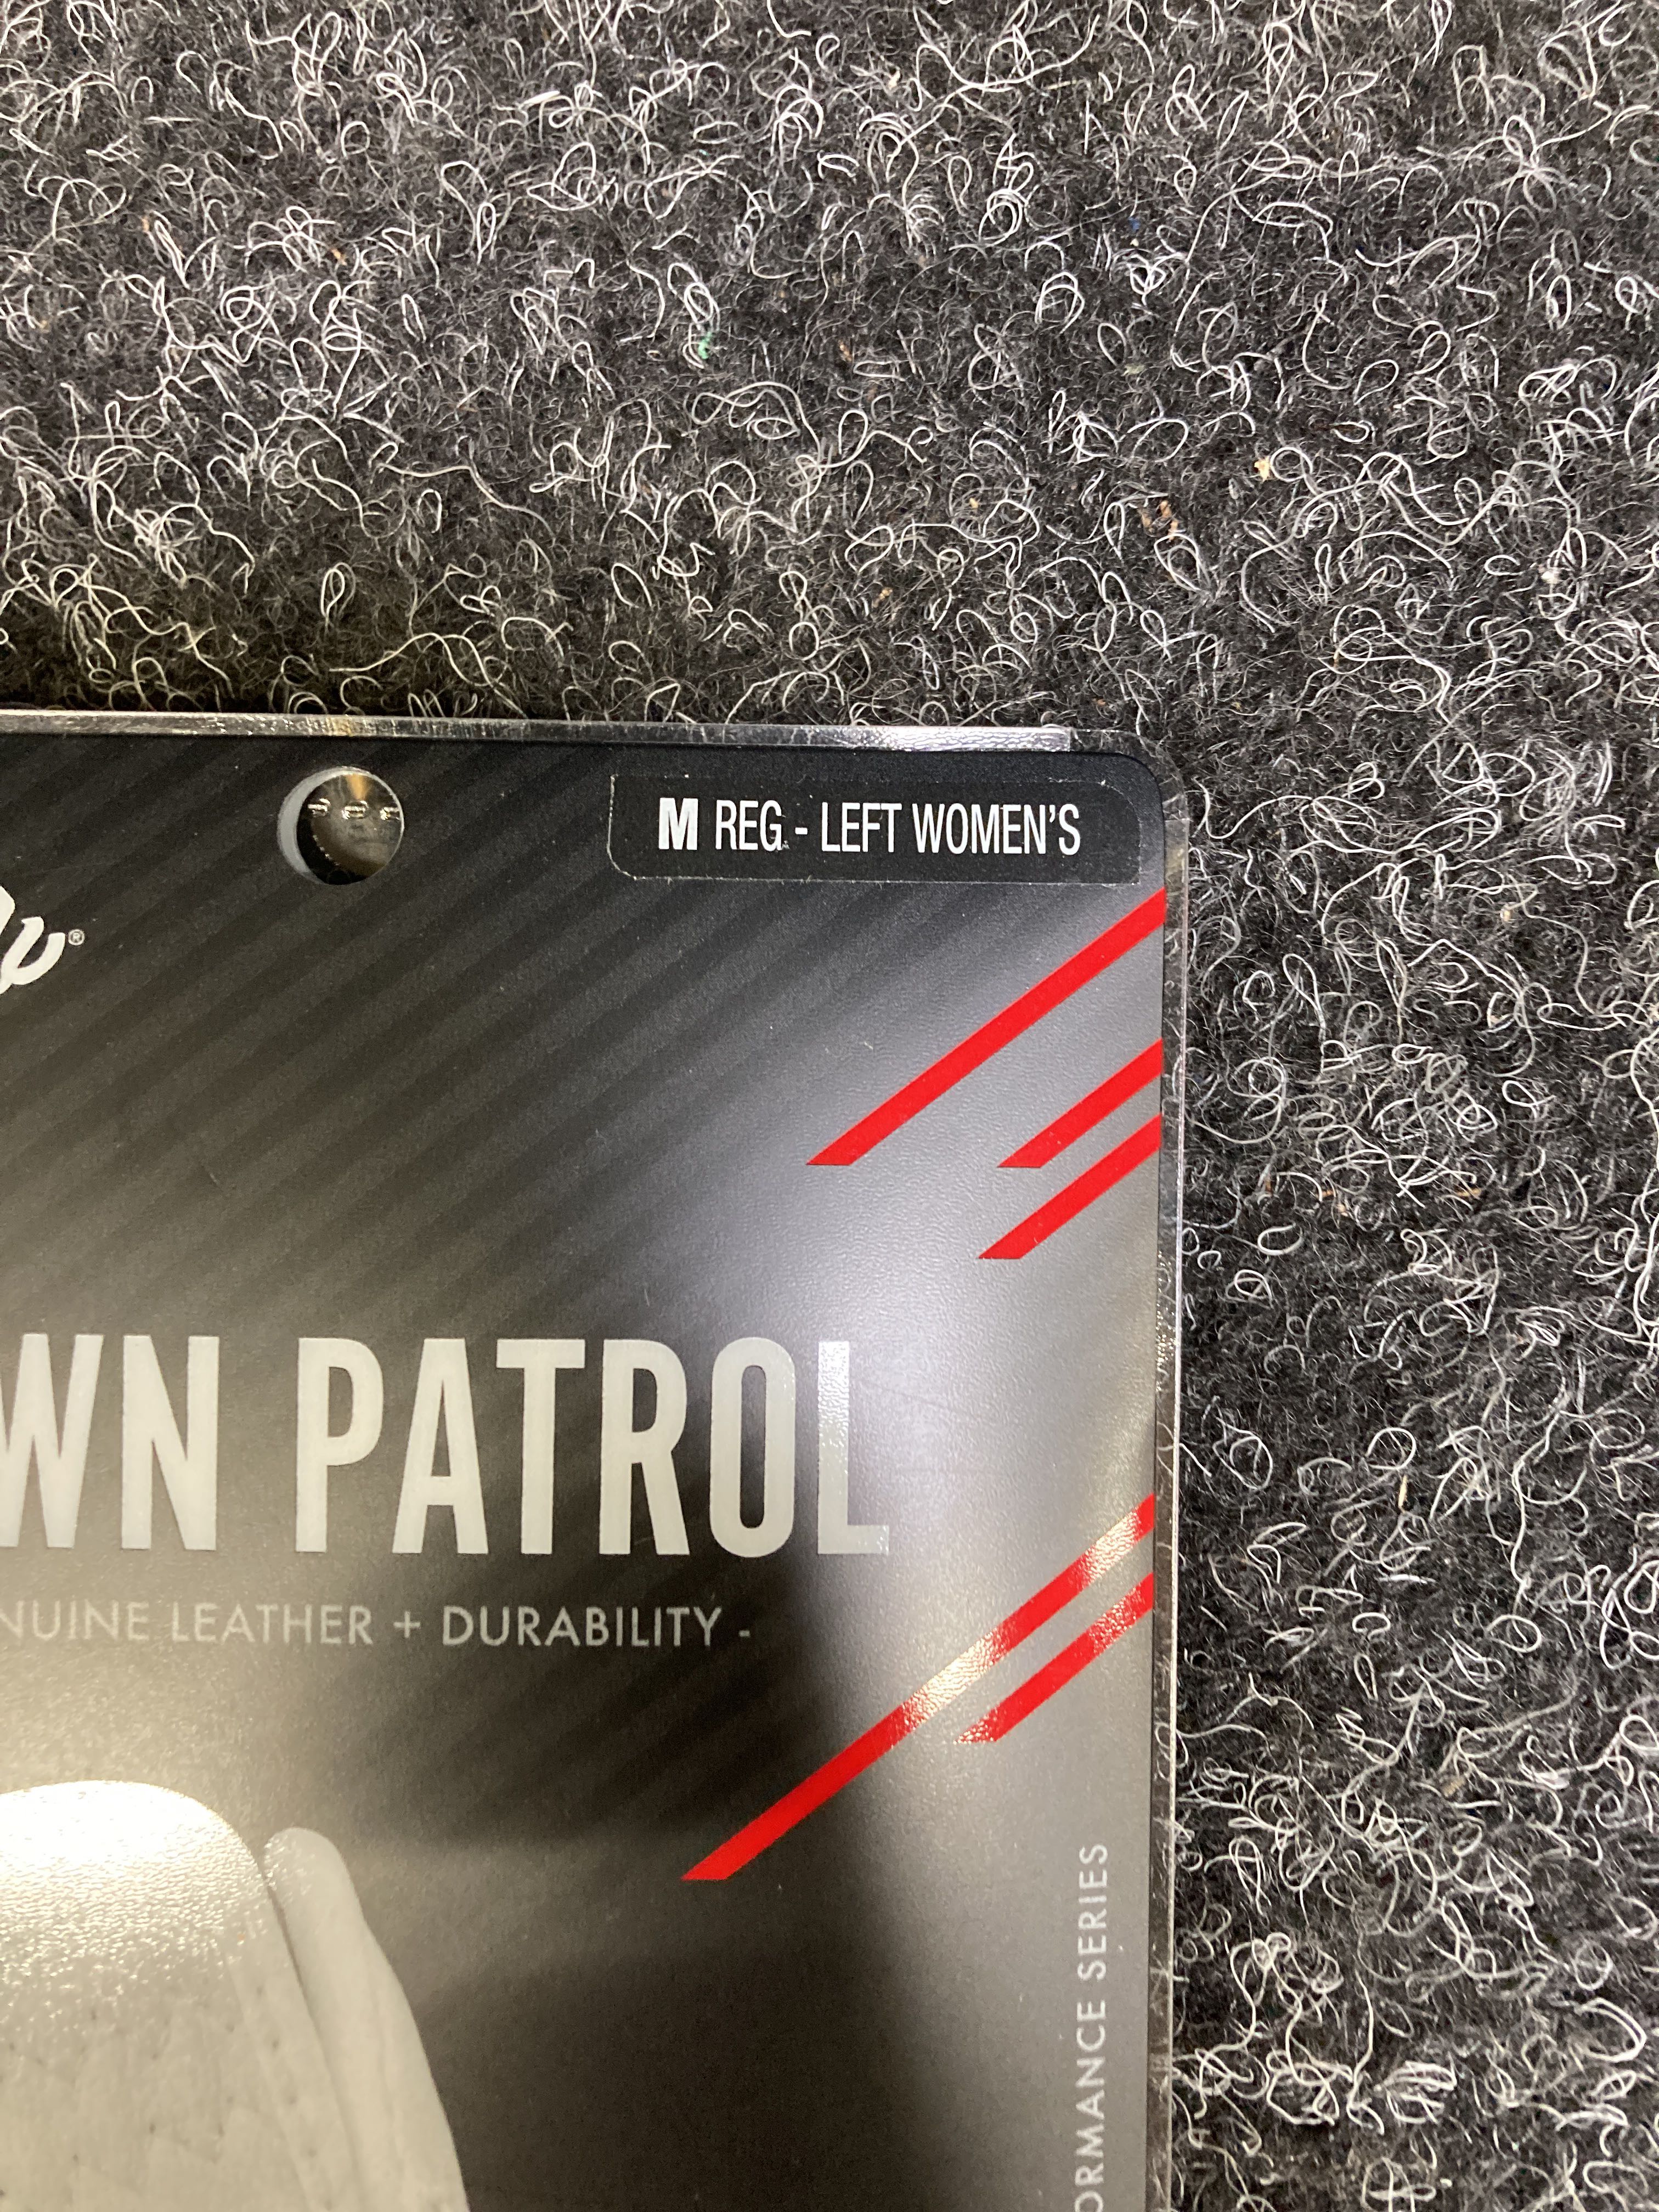 M REG. - LEFT WOMEN'S
®
WN PATROL
NUINE LEATHER + DURABILITY -
ORMANCE SERIES